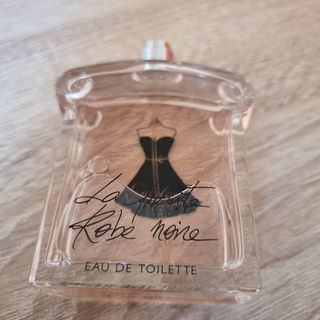 La petite
Robe noire
EAU DE TOILETTE